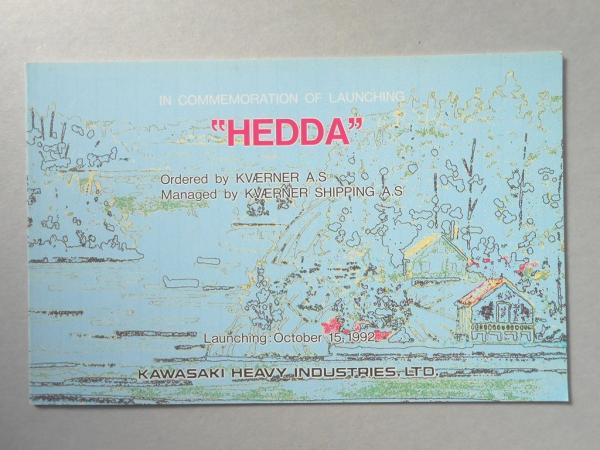 IN COMMEMORATION OF LAUNCHING
"HEDDA"
Ordered by KVÆRNER A.S
Managed by KVÆRNER SHIPPING A.S
Launching:October 15,1992
KAWASAKI HEAVY INDUSTRIES, LTD.